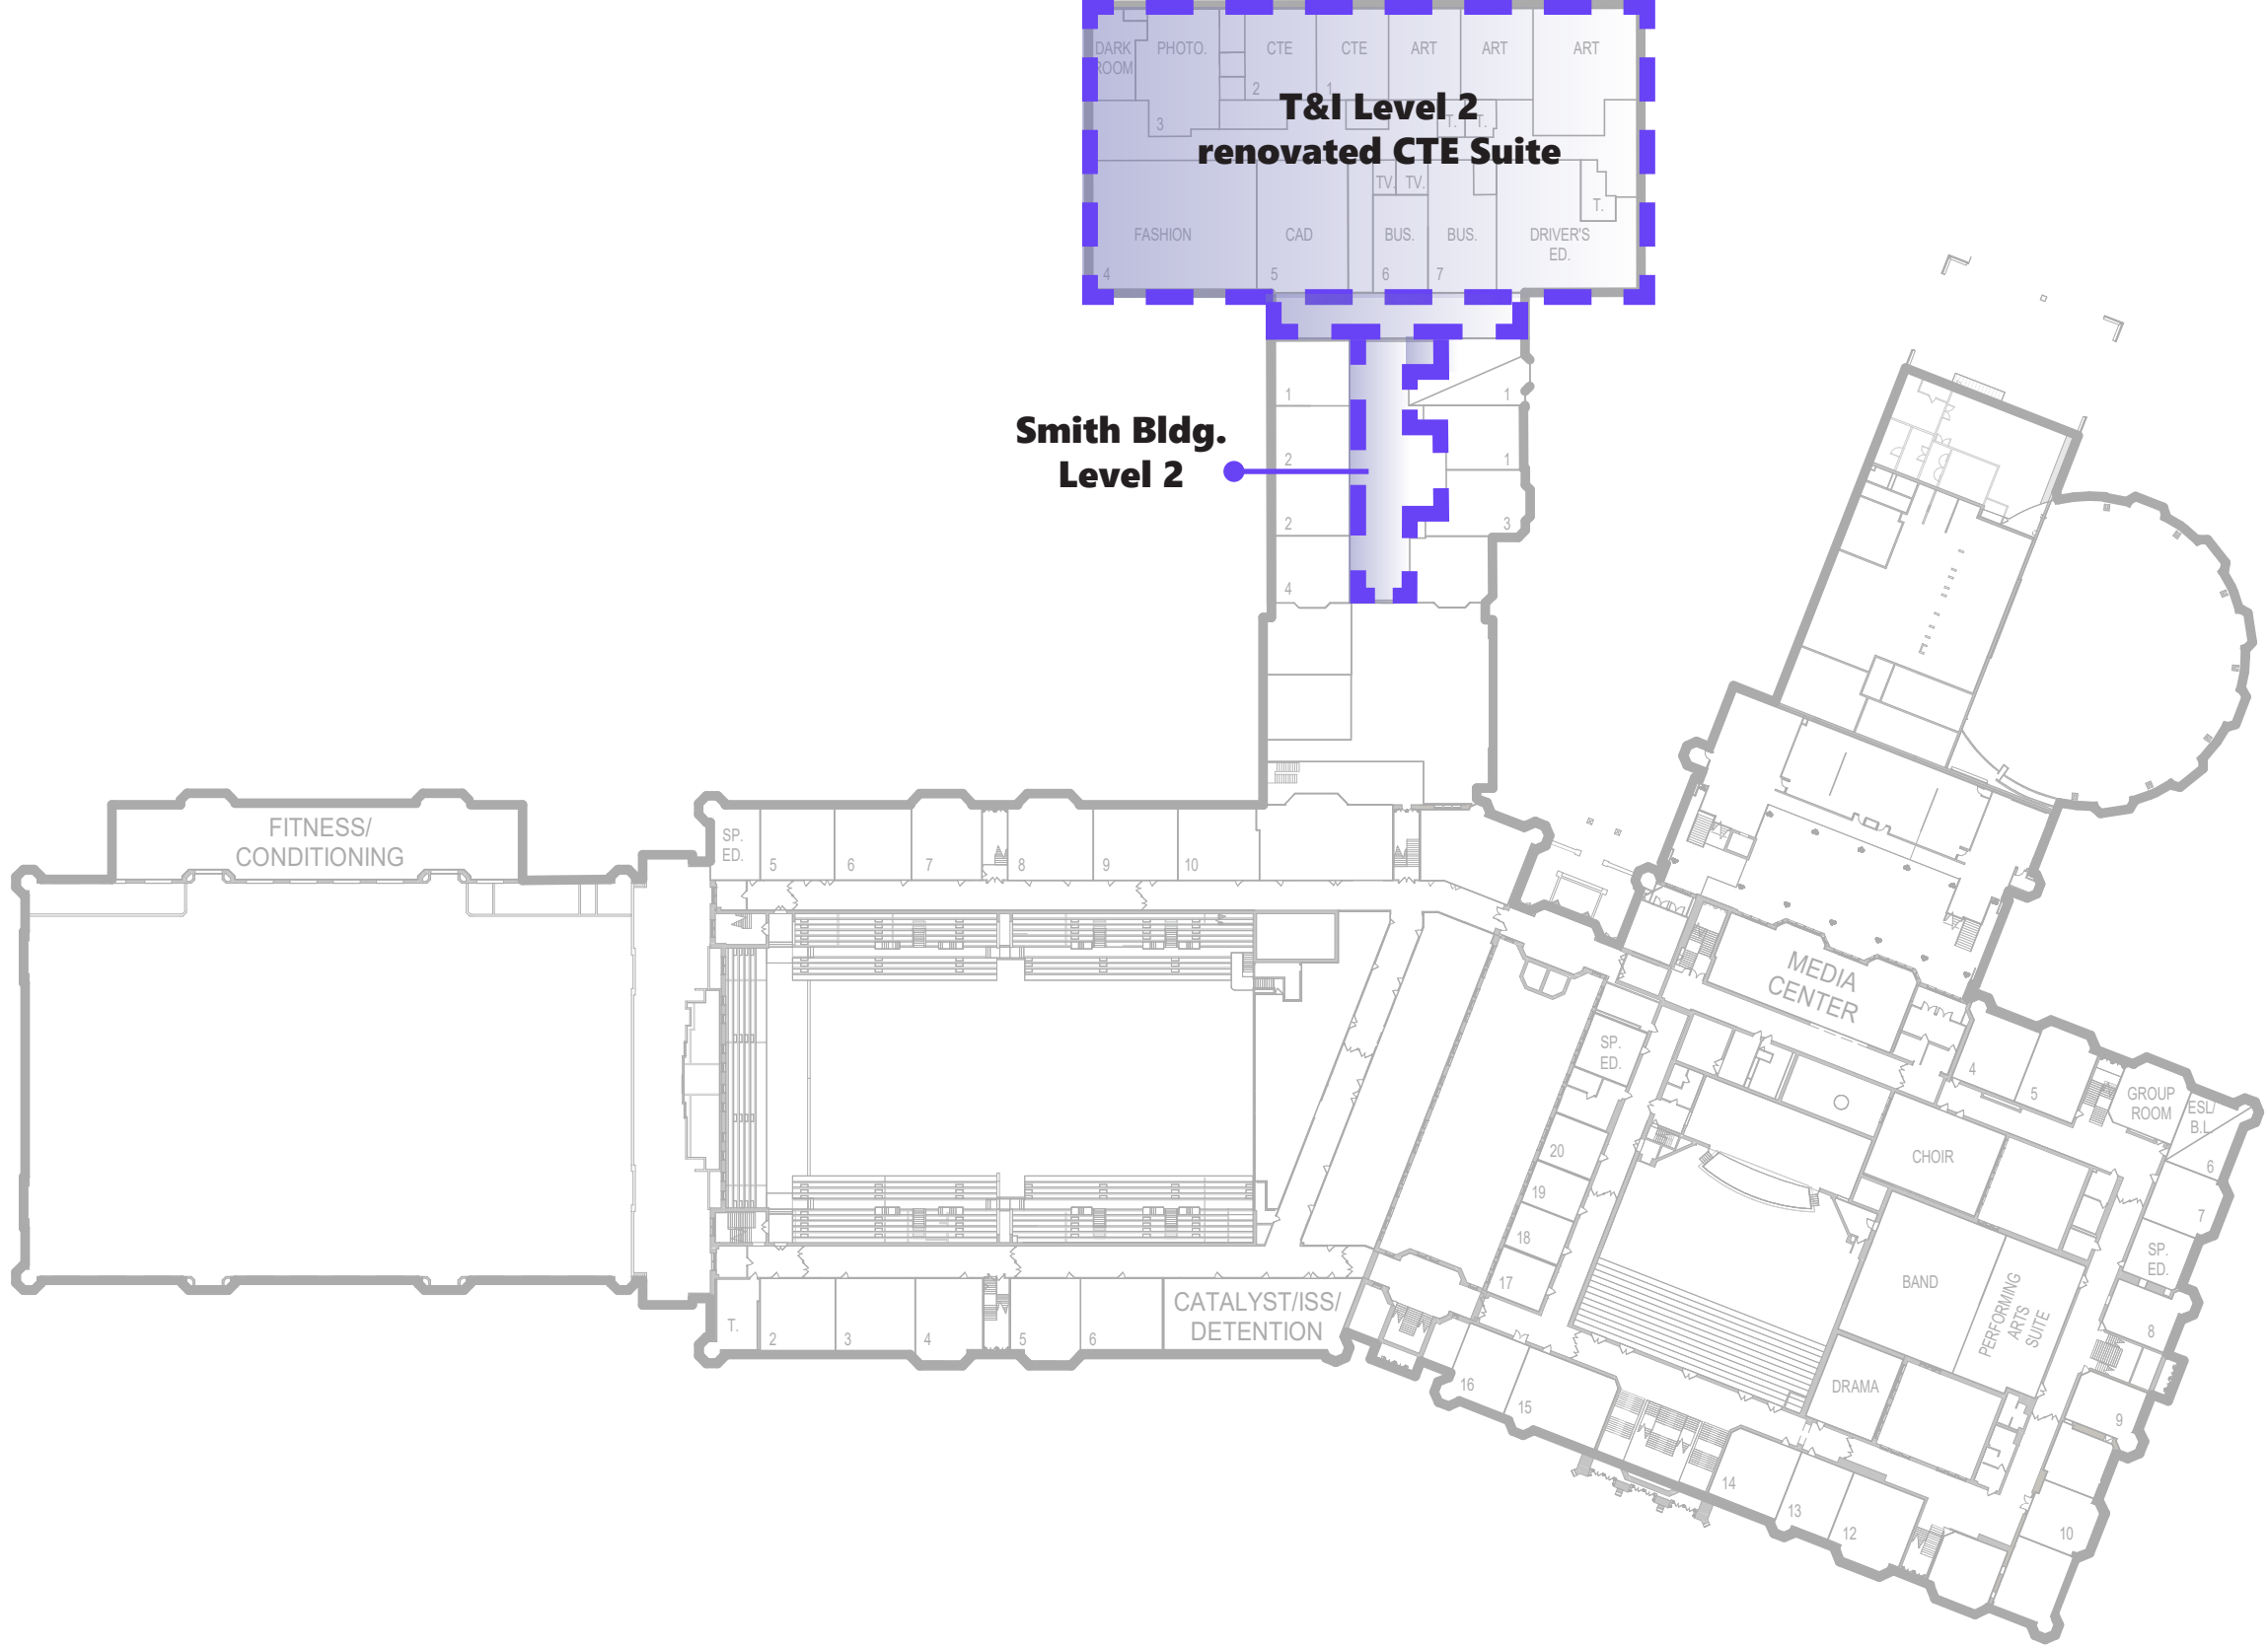 DARK
ROOM
PHOTO.
CTE
CTE
ART
ART
ART
2
1
3
T&I Level 2
T.
T.
renovated CTE Suite
TV.
TV.
T.
FASHION
CAD
BUS.
BUS.
DRIVER'S
ED.
4
5
6
7
1
1
Smith Bldg.
Level 2
2
1
2
3
4
FITNESS/
CONDITIONING
SP.
ED.
5
6
7
8
9
10
MEDIA
CENTER
SP.
ED.
4
5
GROUP
ROOM
ESL/
B.L.
CHOIR
6
7
20
19
18
17
SP.
ED.
BAND
PERFORMING
ARTS
SUITE
8
CATALYST/ISS/
DETENTION
T.
2
3
4
5
6
DRAMA
16
15
9
14
13
12
10